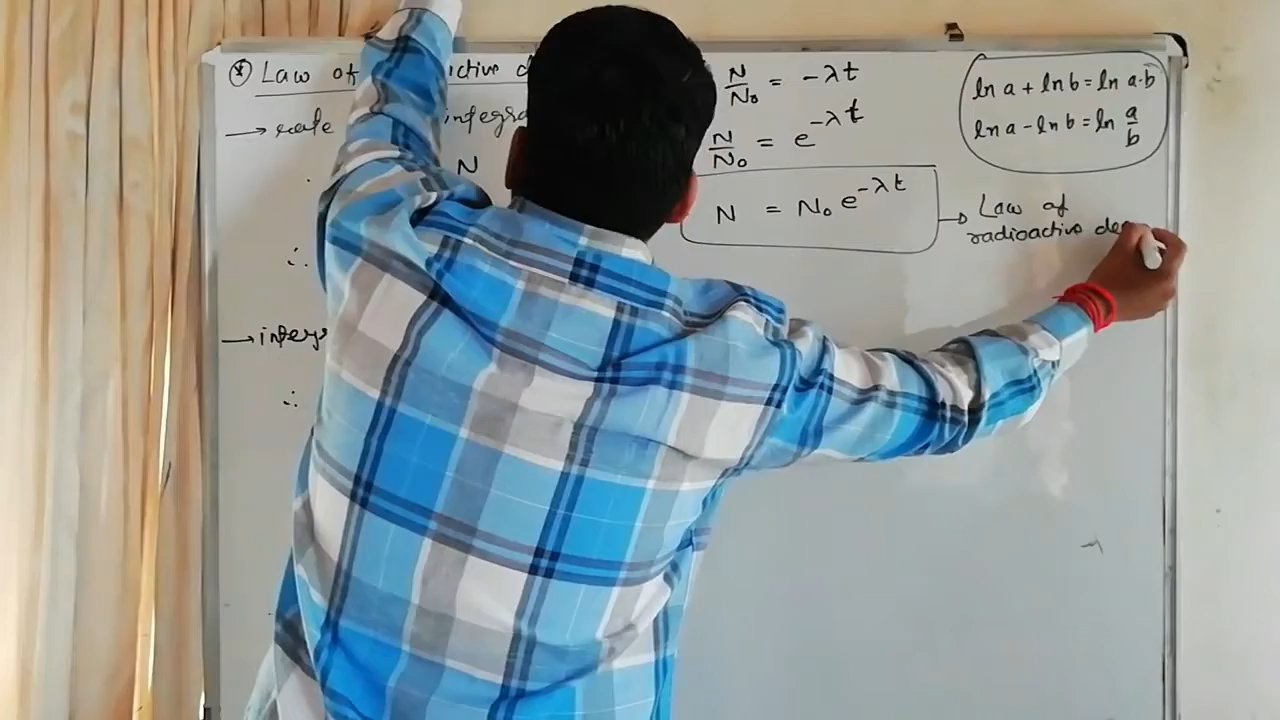 * Law of ctive d
→ rate integra
N
∴
→ integr
∴
N/N₀ = -λt
N/N₀ = e^-λt
N = N₀ e^-λt
→ Law of
radioactive de
ln a + ln b = ln a·b
ln a - ln b = ln a/b